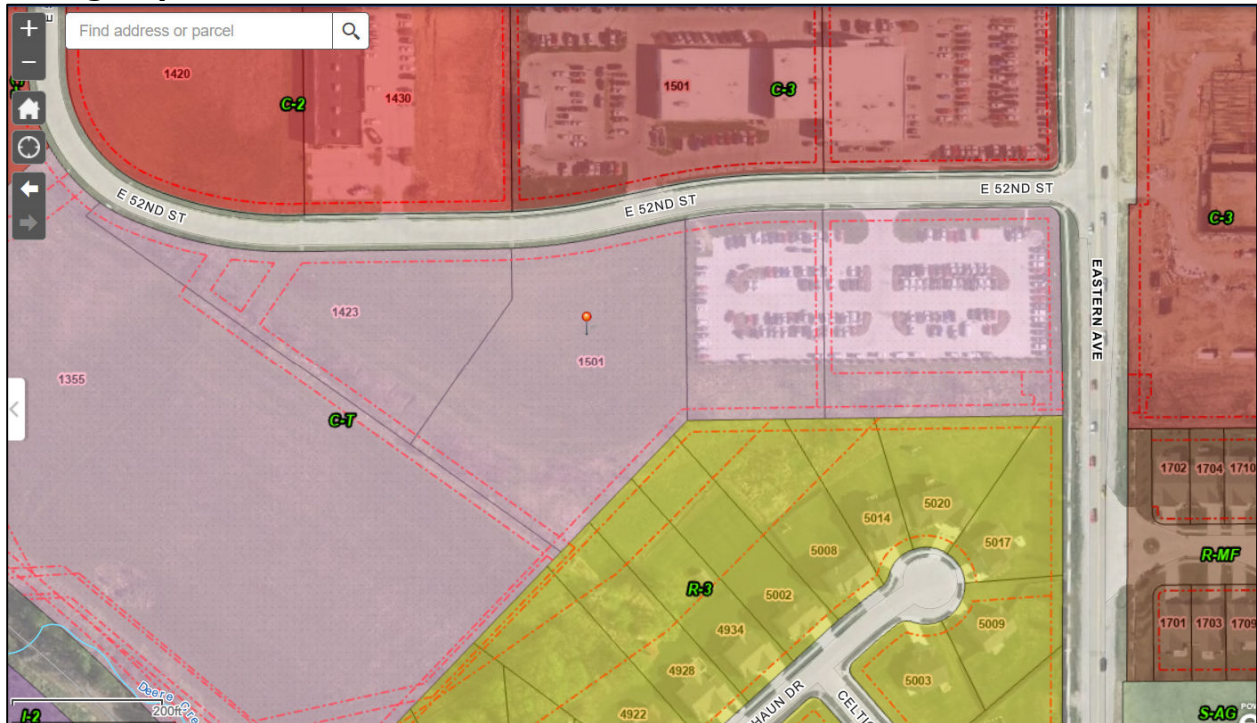 +
Find address or parcel
−
1420
C-2
1430
1501
C-3
E 52ND ST
E 52ND ST
E 52ND ST
C-3
EASTERN AVE
1423
1501
1355
C-T
1702
1704
1710
5020
5014
5017
5008
R-MF
R-3
5002
4934
5009
1701
1703
1709
4928
5003
Deere Cre
200ft
I-2
4922
HAUN DR
CELTIC
S-AG